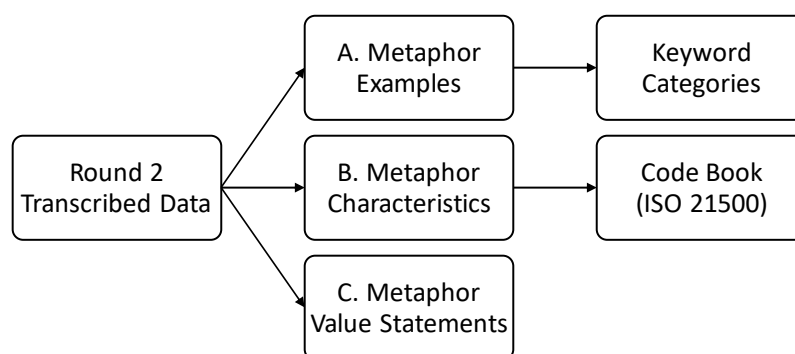 A. Metaphor
Examples
Keyword
Categories
Round 2
Transcribed Data
B. Metaphor
Characteristics
Code Book
(ISO 21500)
C. Metaphor
Value Statements